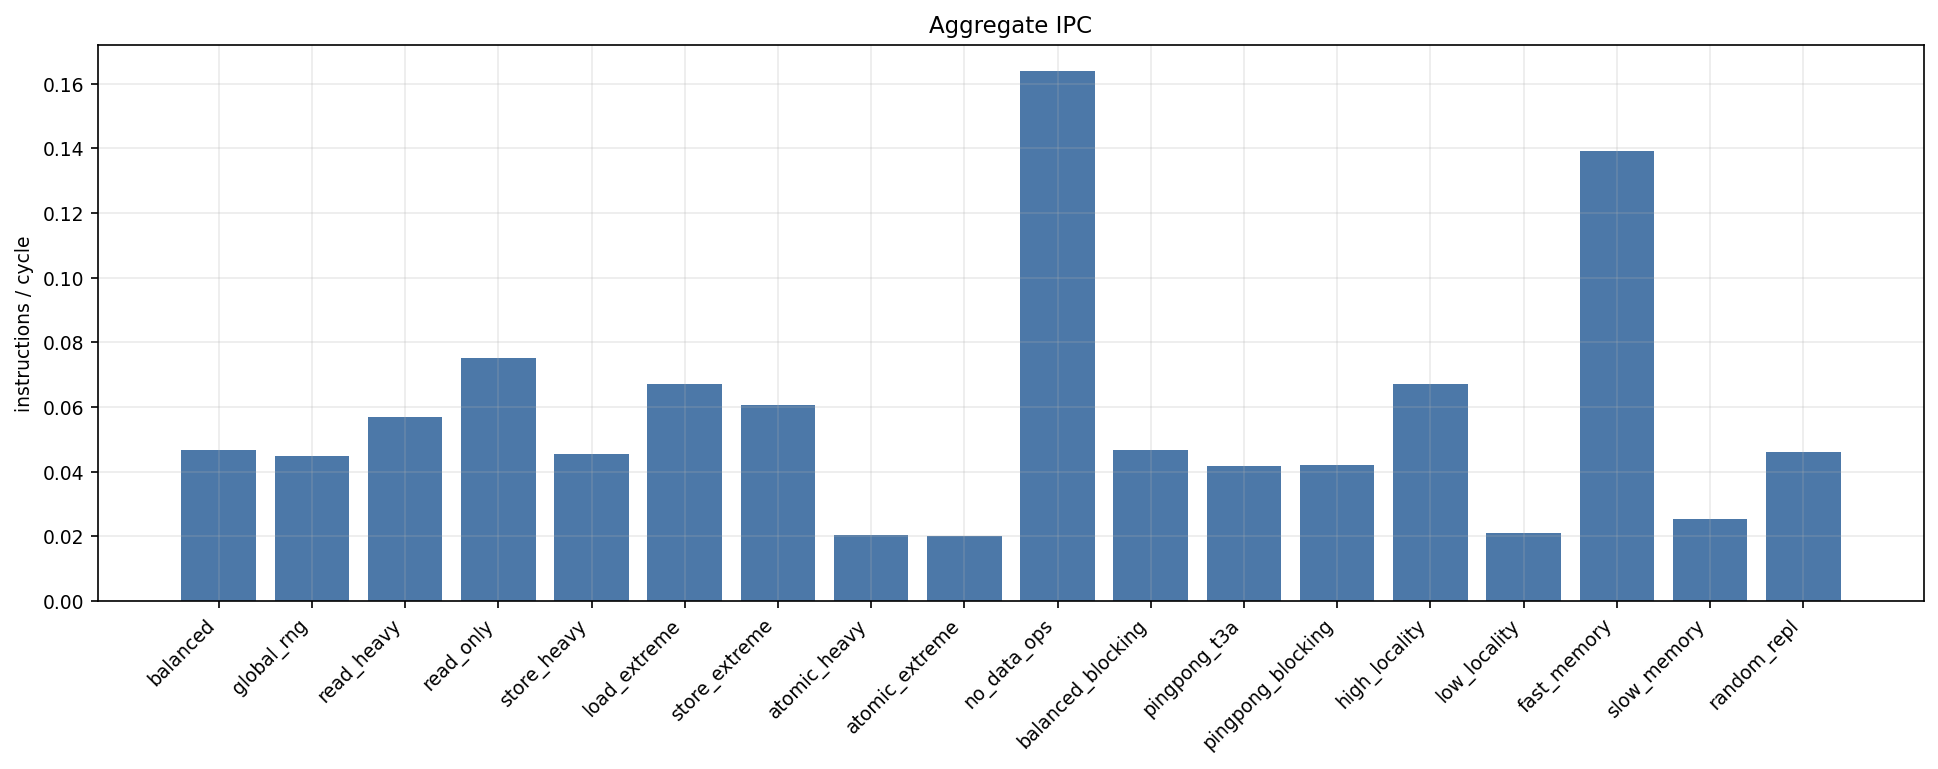 Aggregate IPC
instructions / cycle
0.16
0.14
0.12
0.10
0.08
0.06
0.04
0.02
0.00
balanced
global_rng
read_heavy
read_only
store_heavy
load_extreme
store_extreme
atomic_heavy
atomic_extreme
no_data_ops
balanced_blocking
pingpong_t3a
pingpong_blocking
high_locality
low_locality
fast_memory
slow_memory
random_repl